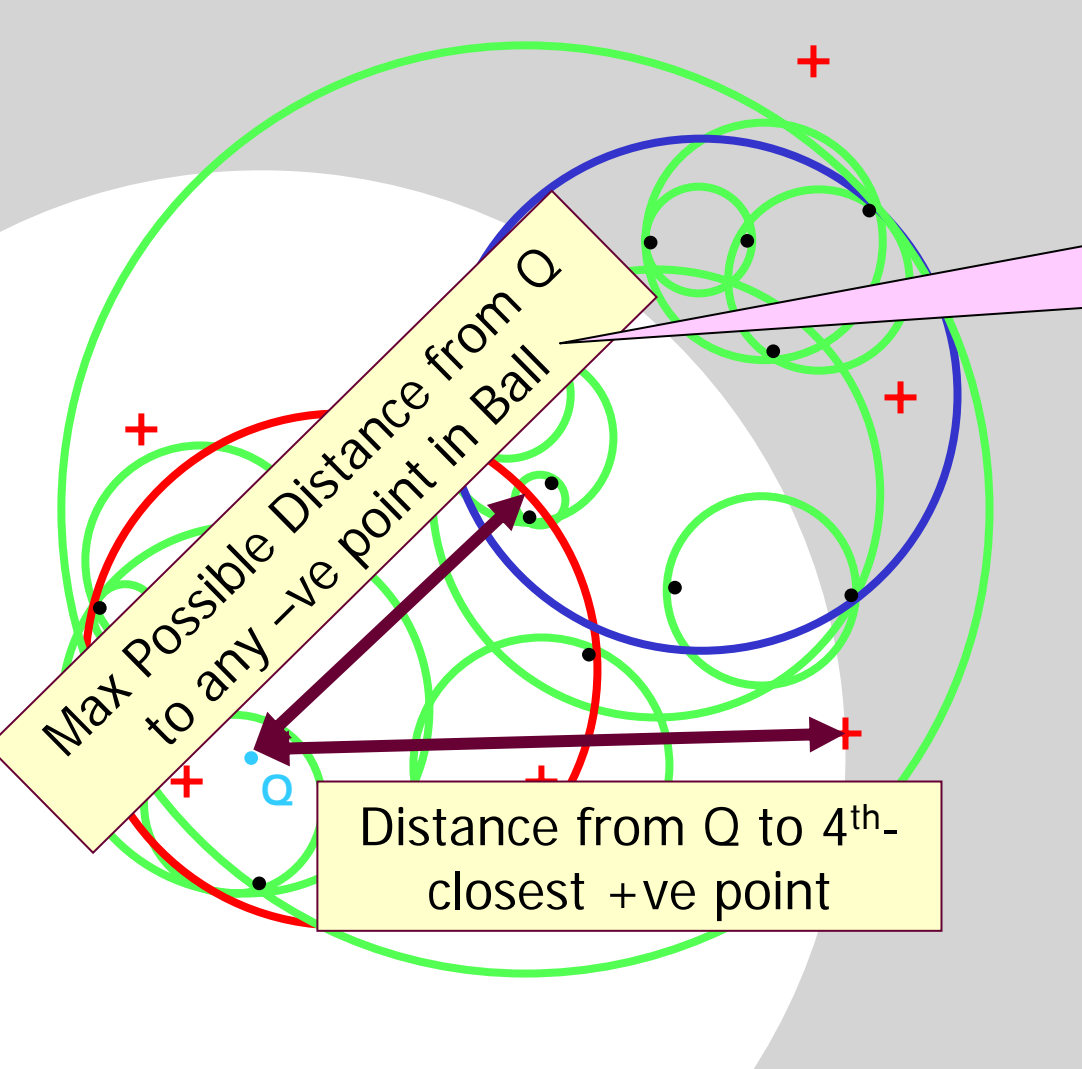 Max Possible Distance from Q
to any –ve point in Ball
Q
Distance from Q to 4th-
closest +ve point